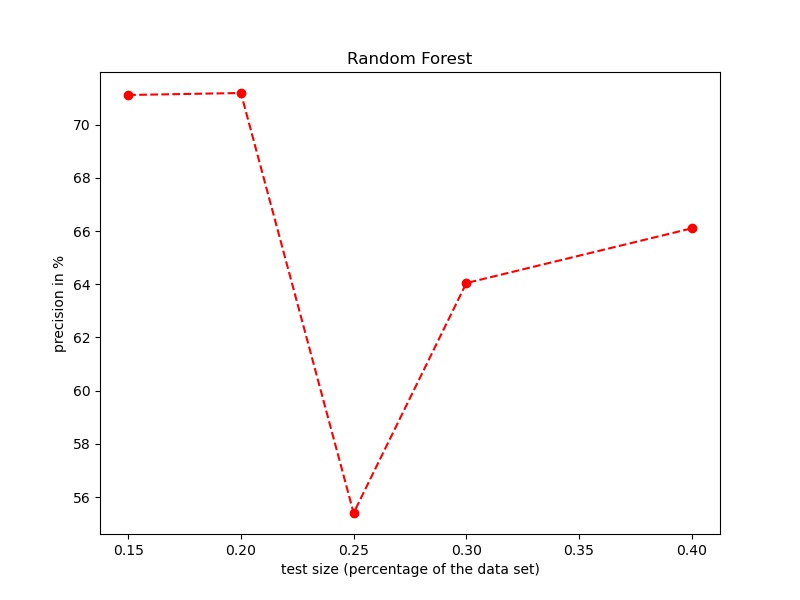 Random Forest
precision in %
70
68
66
64
62
60
58
56
0.15 0.20 0.25 0.30 0.35 0.40
test size (percentage of the data set)